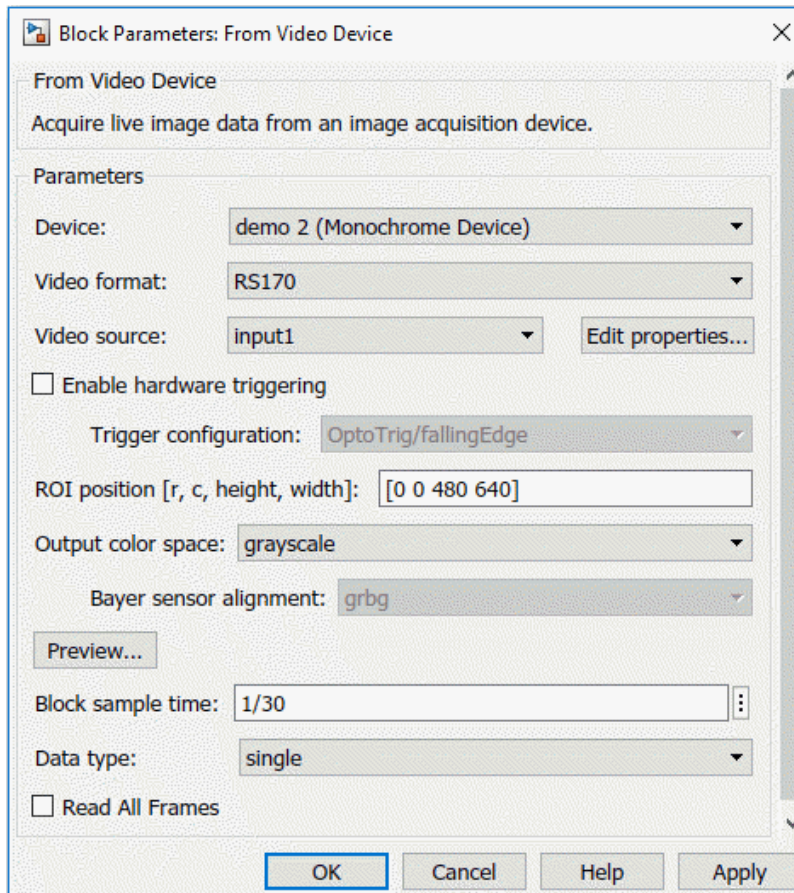 Block Parameters: From Video Device
From Video Device
Acquire live image data from an image acquisition device.
Parameters
Device: demo 2 (Monochrome Device)
Video format: RS170
Video source: input1 Edit properties...
Enable hardware triggering
Trigger configuration: OptoTrig/fallingEdge
ROI position [r, c, height, width]: [0 0 480 640]
Output color space: grayscale
Bayer sensor alignment: grbg
Preview...
Block sample time: 1/30
Data type: single
Read All Frames
OK Cancel Help Apply